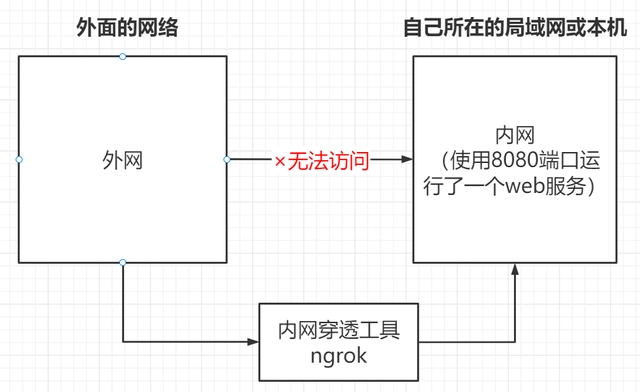 外面的网络
自己所在的局域网或本机
外网
×无法访问
内网
（使用8080端口运
行了一个web服务）
内网穿透工具
ngrok